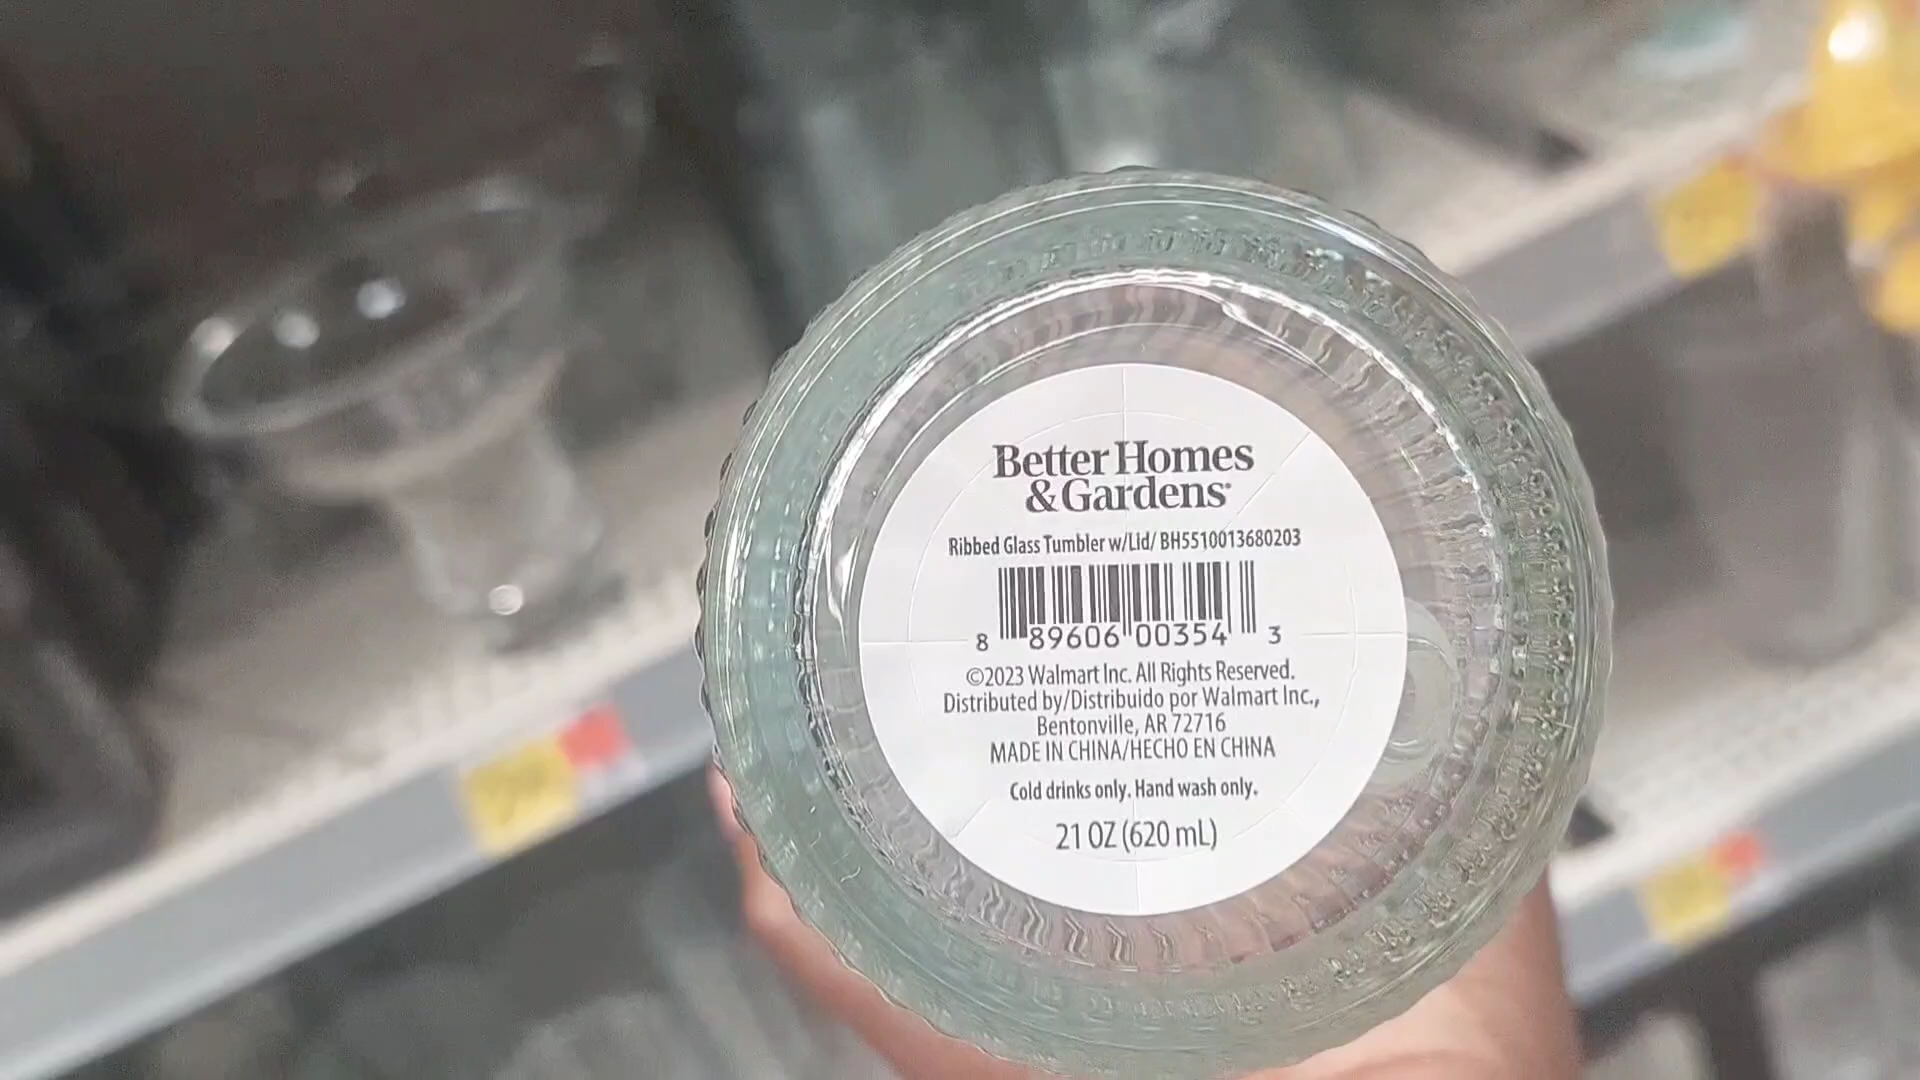 Better Homes
& Gardens®
Ribbed Glass Tumbler w/Lid/ BH5510013680203
8 89606 00354 3
©2023 Walmart Inc. All Rights Reserved.
Distributed by/Distribuido por Walmart Inc.,
Bentonville, AR 72716
MADE IN CHINA/HECHO EN CHINA
Cold drinks only. Hand wash only.
21 OZ (620 mL)